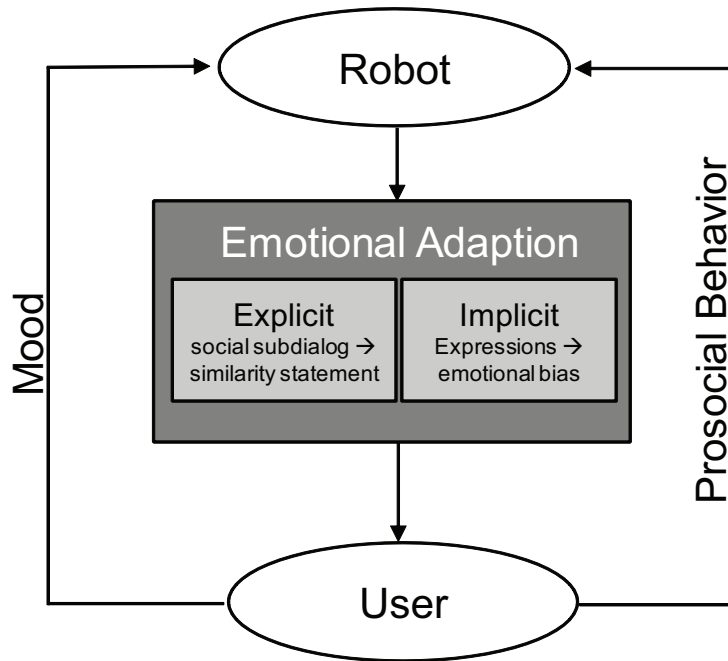 Robot
Emotional Adaption
Explicit
social subdialog →
similarity statement
Implicit
Expressions →
emotional bias
Mood
Prosocial Behavior
User